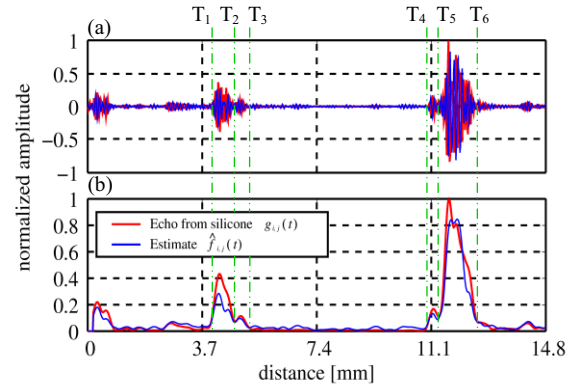 T1 T2 T3 T4 T5 T6
(a)
1
0.5
0
-0.5
-1
normalized amplitude
(b)
1
0.8
0.6
0.4
0.2
0
Echo from silicone g i,j (t)
Estimate f̂ i,j (t)
0 3.7 7.4 11.1 14.8
distance [mm]